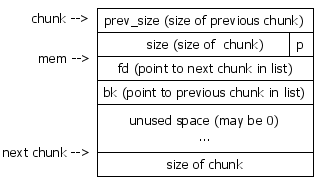 chunk --> prev_size (size of previous chunk)
size (size of chunk) p
mem --> fd (point to next chunk in list)
bk (point to previous chunk in list)
unused space (may be 0)
...
next chunk --> size of chunk